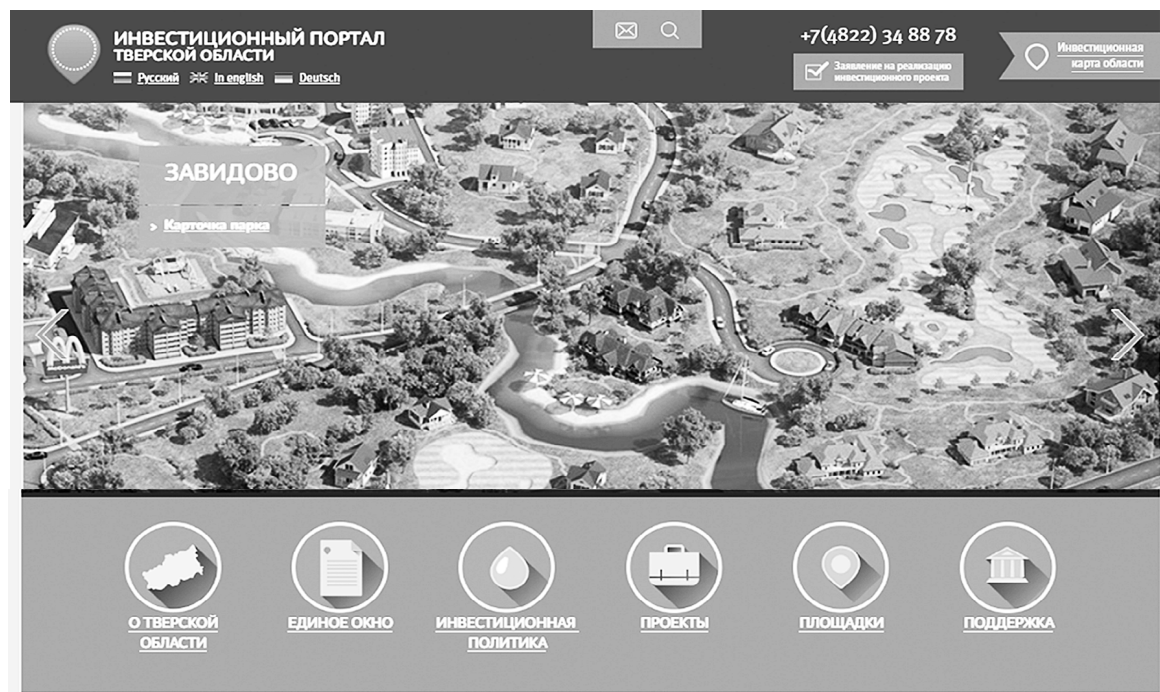 ИНВЕСТИЦИОННЫЙ ПОРТАЛ
ТВЕРСКОЙ ОБЛАСТИ
Русский In english Deutsch
+7(4822) 34 88 78
Заявление на реализацию
инвестиционного проекта
Инвестиционная
карта области
ЗАВИДОВО
› Карточка парка
О ТВЕРСКОЙ
ОБЛАСТИ
ЕДИНОЕ ОКНО
ИНВЕСТИЦИОННАЯ
ПОЛИТИКА
ПРОЕКТЫ
ПЛОЩАДКИ
ПОДДЕРЖКА